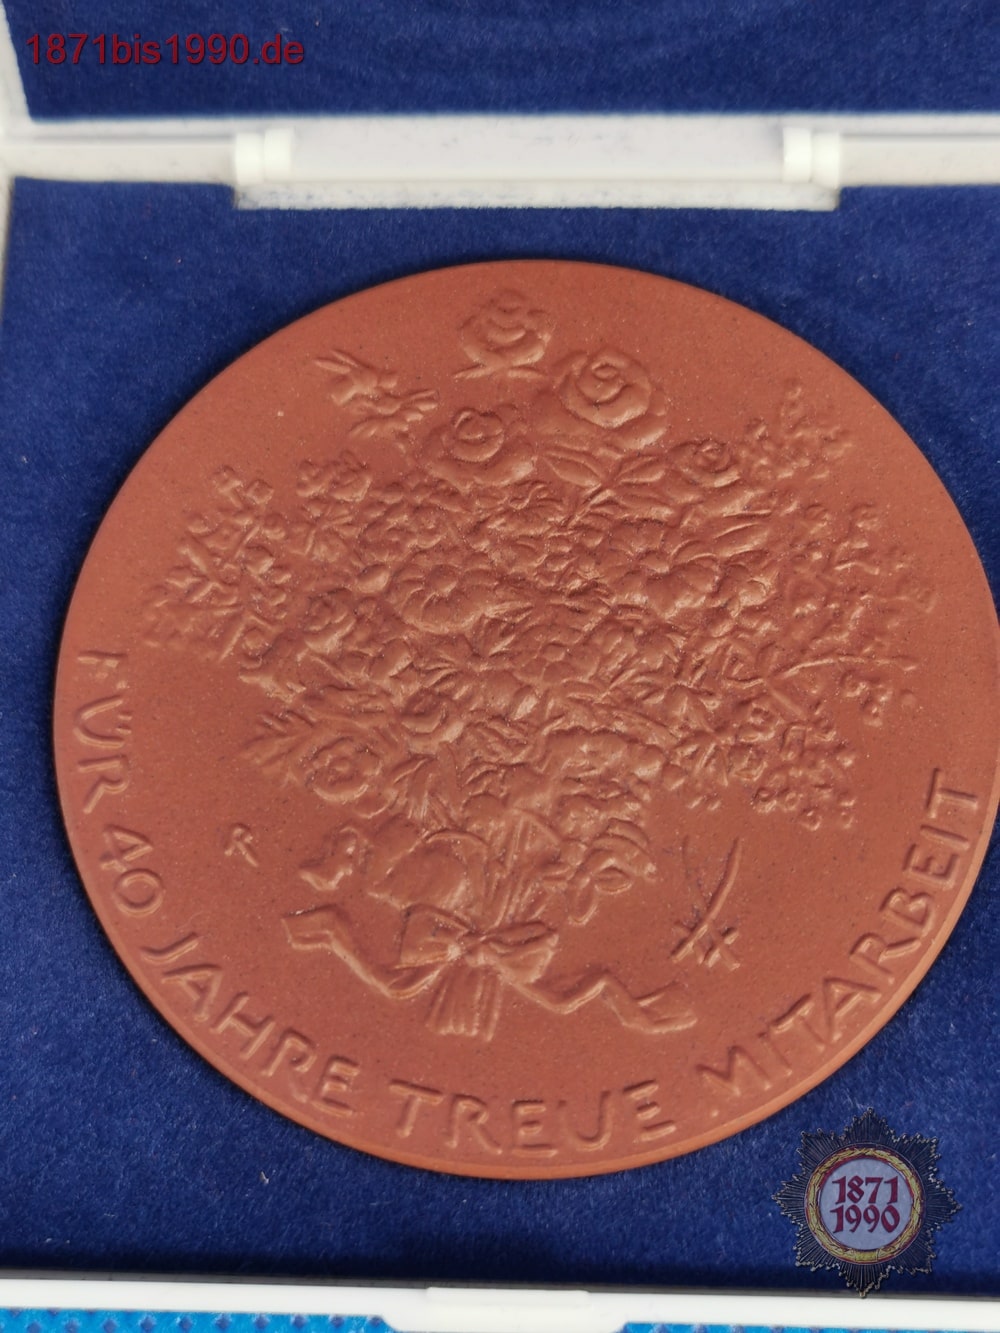 1871bis1990.de
FÜR 40 JAHRE TREUE MITARBEIT
R
1871
1990